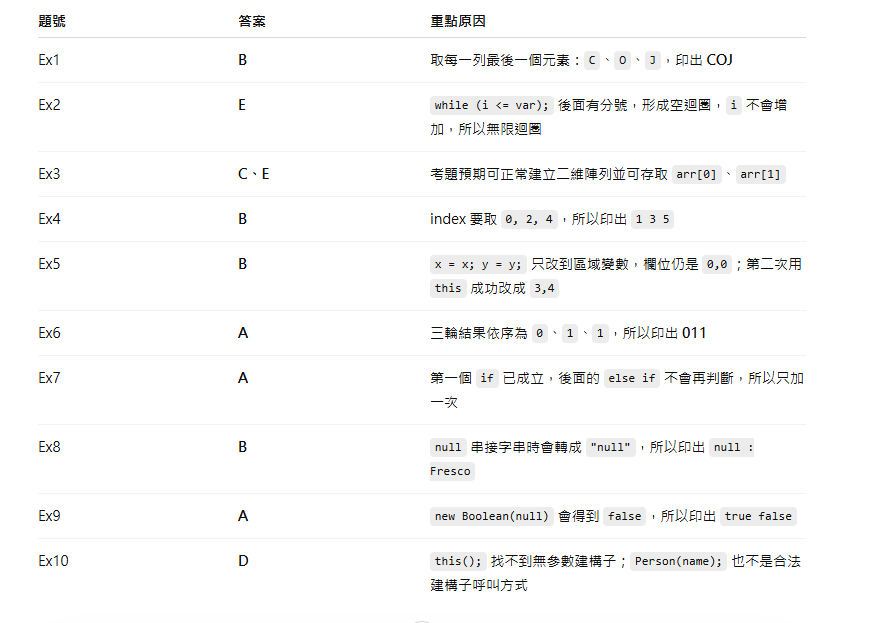 題號 答案 重點原因
Ex1 B 取每一列最後一個元素：C、O、J，印出 COJ
Ex2 E while (i <= var); 後面有分號，形成空迴圈，i 不會增
加，所以無限迴圈
Ex3 C、E 考題預期可正常建立二維陣列並可存取 arr[0]、arr[1]
Ex4 B index 要取 0, 2, 4，所以印出 1 3 5
Ex5 B x = x; y = y; 只改到區域變數，欄位仍是 0,0；第二次用
this 成功改成 3,4
Ex6 A 三輪結果依序為 0、1、1，所以印出 011
Ex7 A 第一個 if 已成立，後面的 else if 不會再判斷，所以只加
一次
Ex8 B null 串接字串時會轉成 "null"，所以印出 null :
Fresco
Ex9 A new Boolean(null) 會得到 false，所以印出 true false
Ex10 D this(); 找不到無參數建構子；Person(name); 也不是合法
建構子呼叫方式